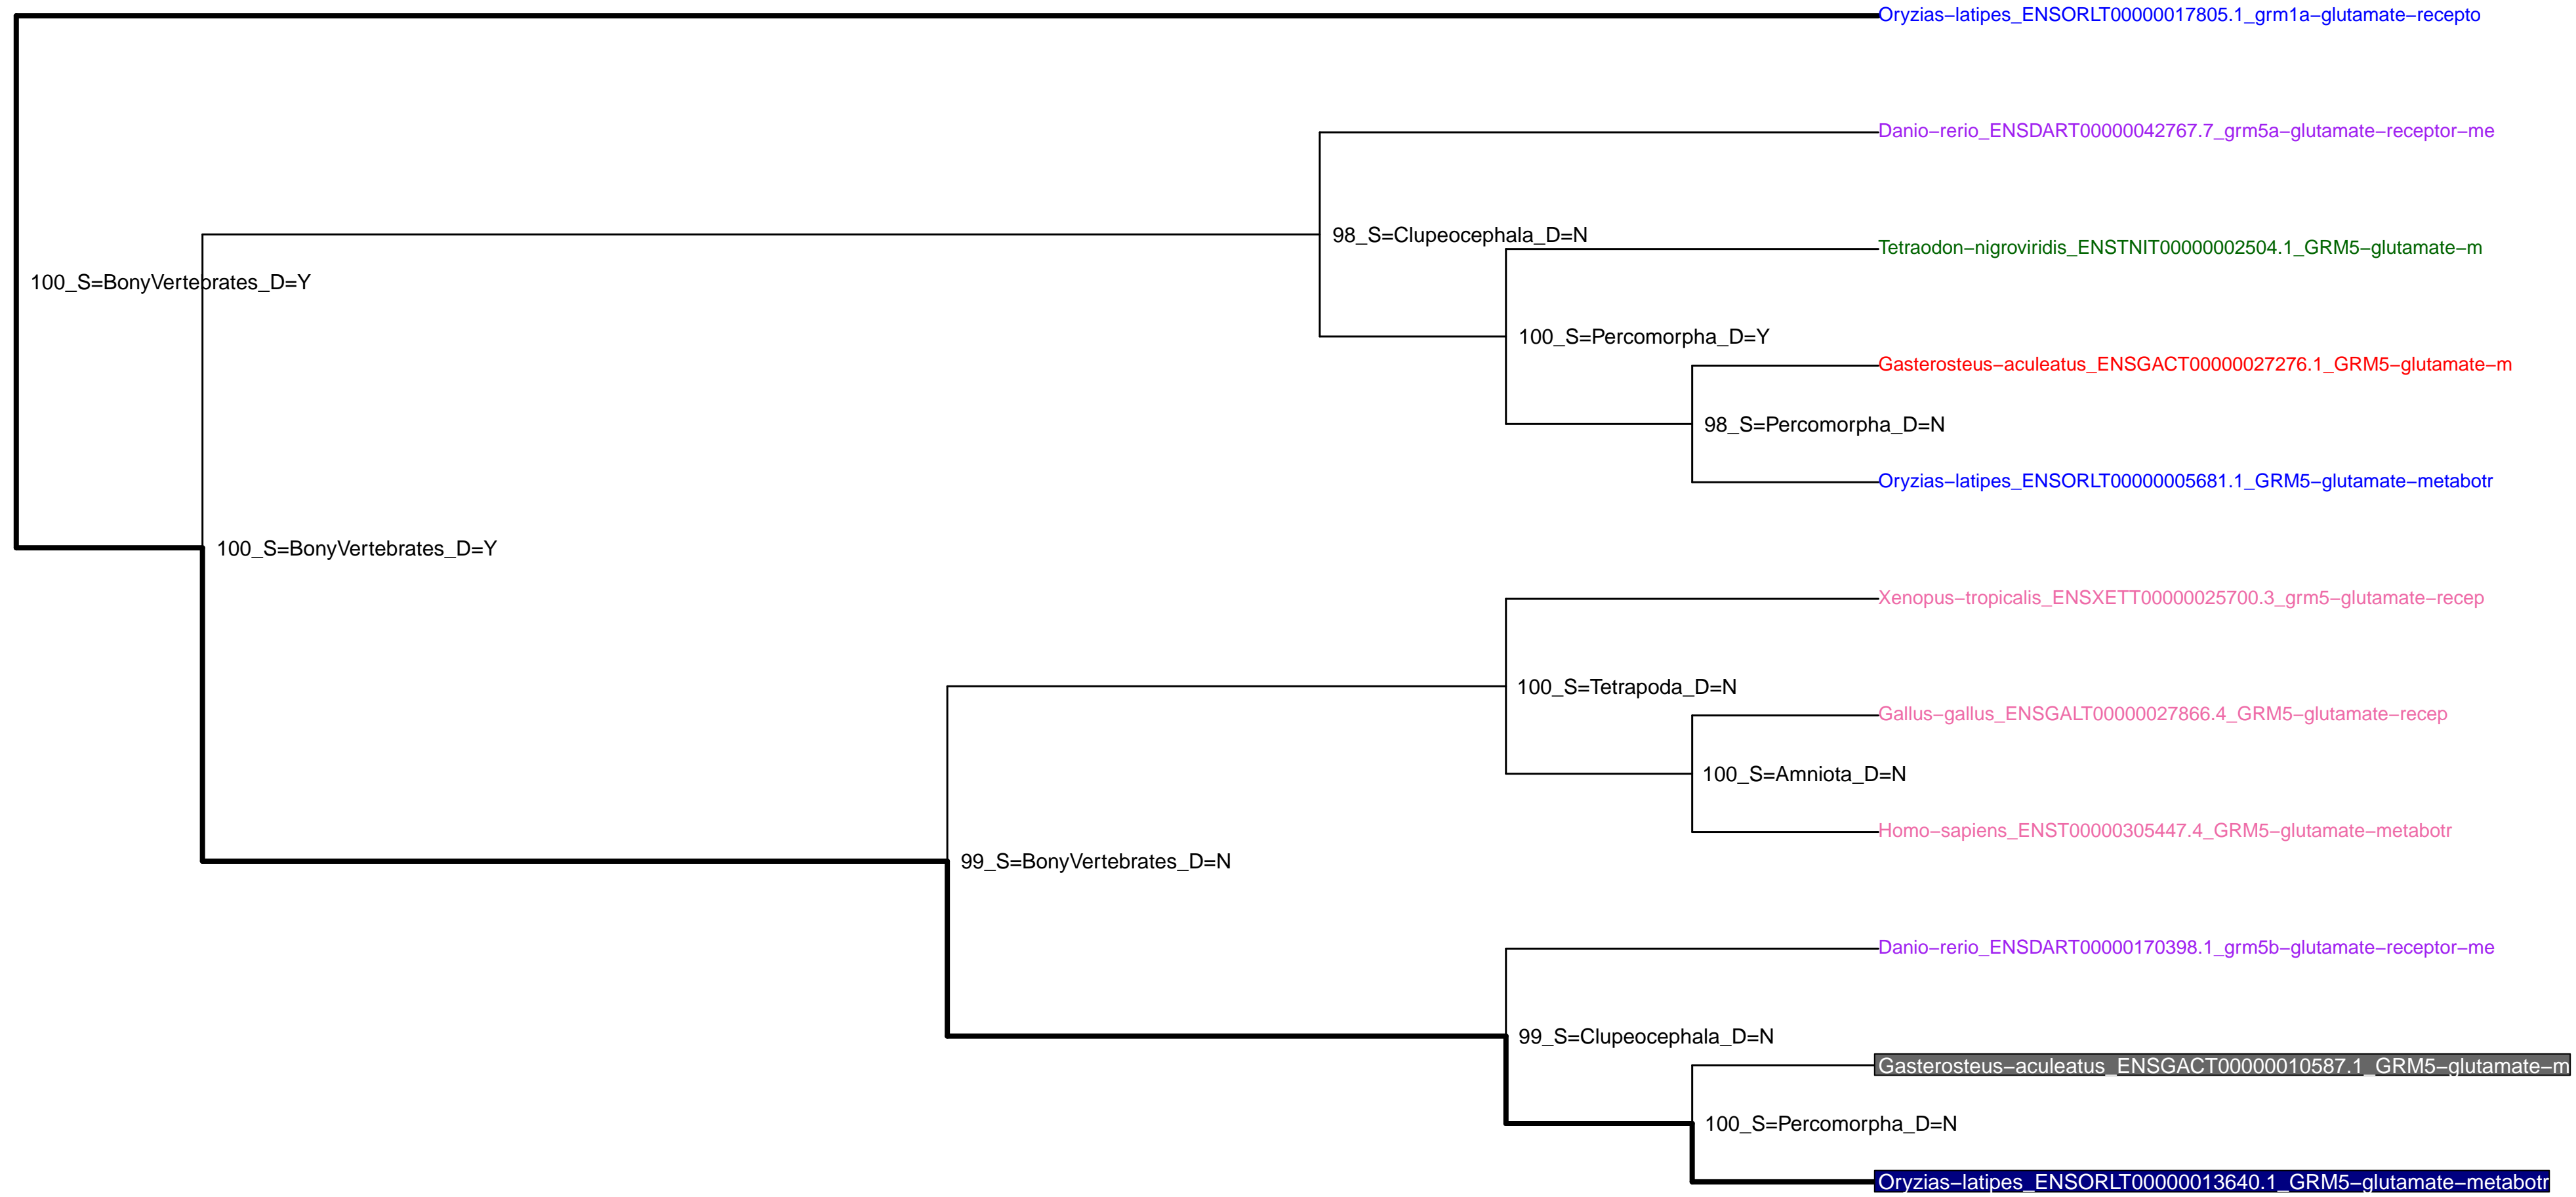 Oryzias−latipes_ENSORLT00000017805.1_grm1a−glutamate−recepto
Danio−rerio_ENSDART00000042767.7_grm5a−glutamate−receptor−me
98_S=Clupeocephala_D=N
Tetraodon−nigroviridis_ENSTNIT00000002504.1_GRM5−glutamate−m
100_S=BonyVertebrates_D=Y
100_S=Percomorpha_D=Y
Gasterosteus−aculeatus_ENSGACT00000027276.1_GRM5−glutamate−m
98_S=Percomorpha_D=N
Oryzias−latipes_ENSORLT00000005681.1_GRM5−glutamate−metabotr
100_S=BonyVertebrates_D=Y
Xenopus−tropicalis_ENSXETT00000025700.3_grm5−glutamate−recep
100_S=Tetrapoda_D=N
Gallus−gallus_ENSGALT00000027866.4_GRM5−glutamate−recep
100_S=Amniota_D=N
Homo−sapiens_ENST00000305447.4_GRM5−glutamate−metabotr
99_S=BonyVertebrates_D=N
Danio−rerio_ENSDART00000170398.1_grm5b−glutamate−receptor−me
99_S=Clupeocephala_D=N
Gasterosteus−aculeatus_ENSGACT00000010587.1_GRM5−glutamate−m
100_S=Percomorpha_D=N
Oryzias−latipes_ENSORLT00000013640.1_GRM5−glutamate−metabotr